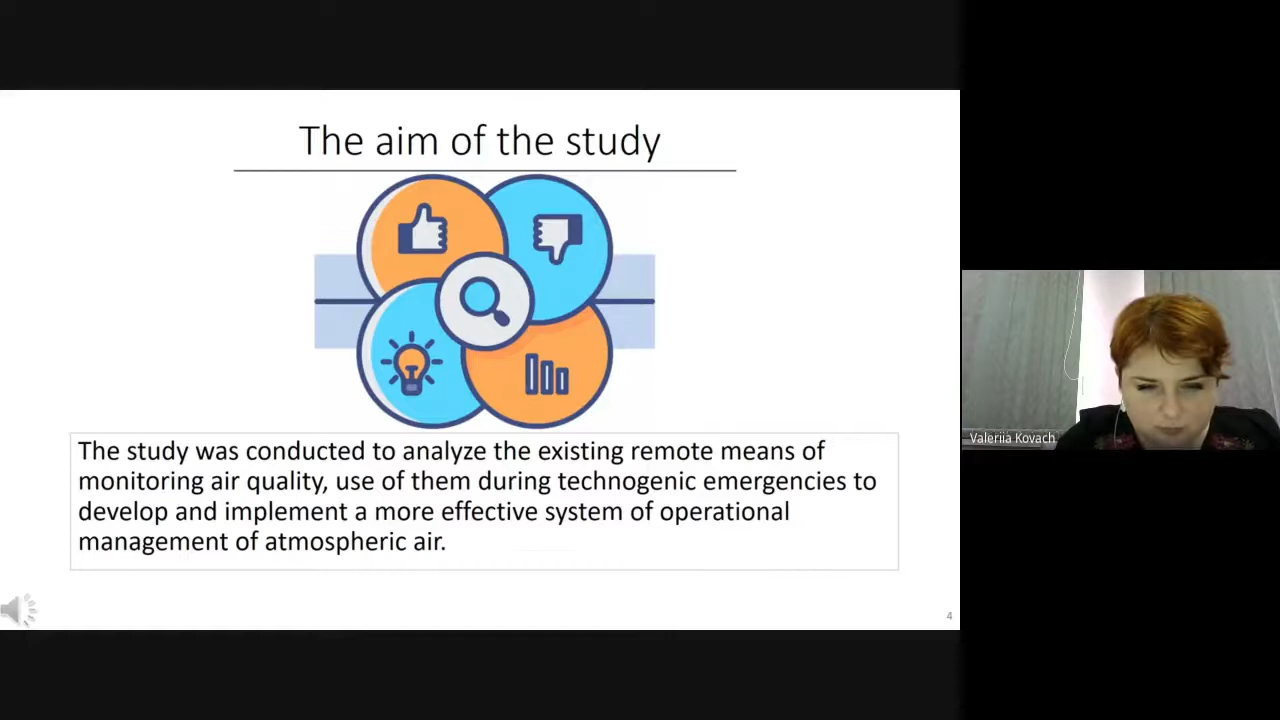 The aim of the study
The study was conducted to analyze the existing remote means of
monitoring air quality, use of them during technogenic emergencies to
develop and implement a more effective system of operational
management of atmospheric air.
4
Valeriia Kovach